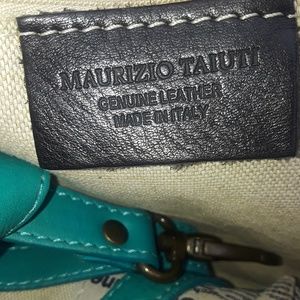 MAURIZIO TAIUTI
GENUINE LEATHER
MADE IN ITALY